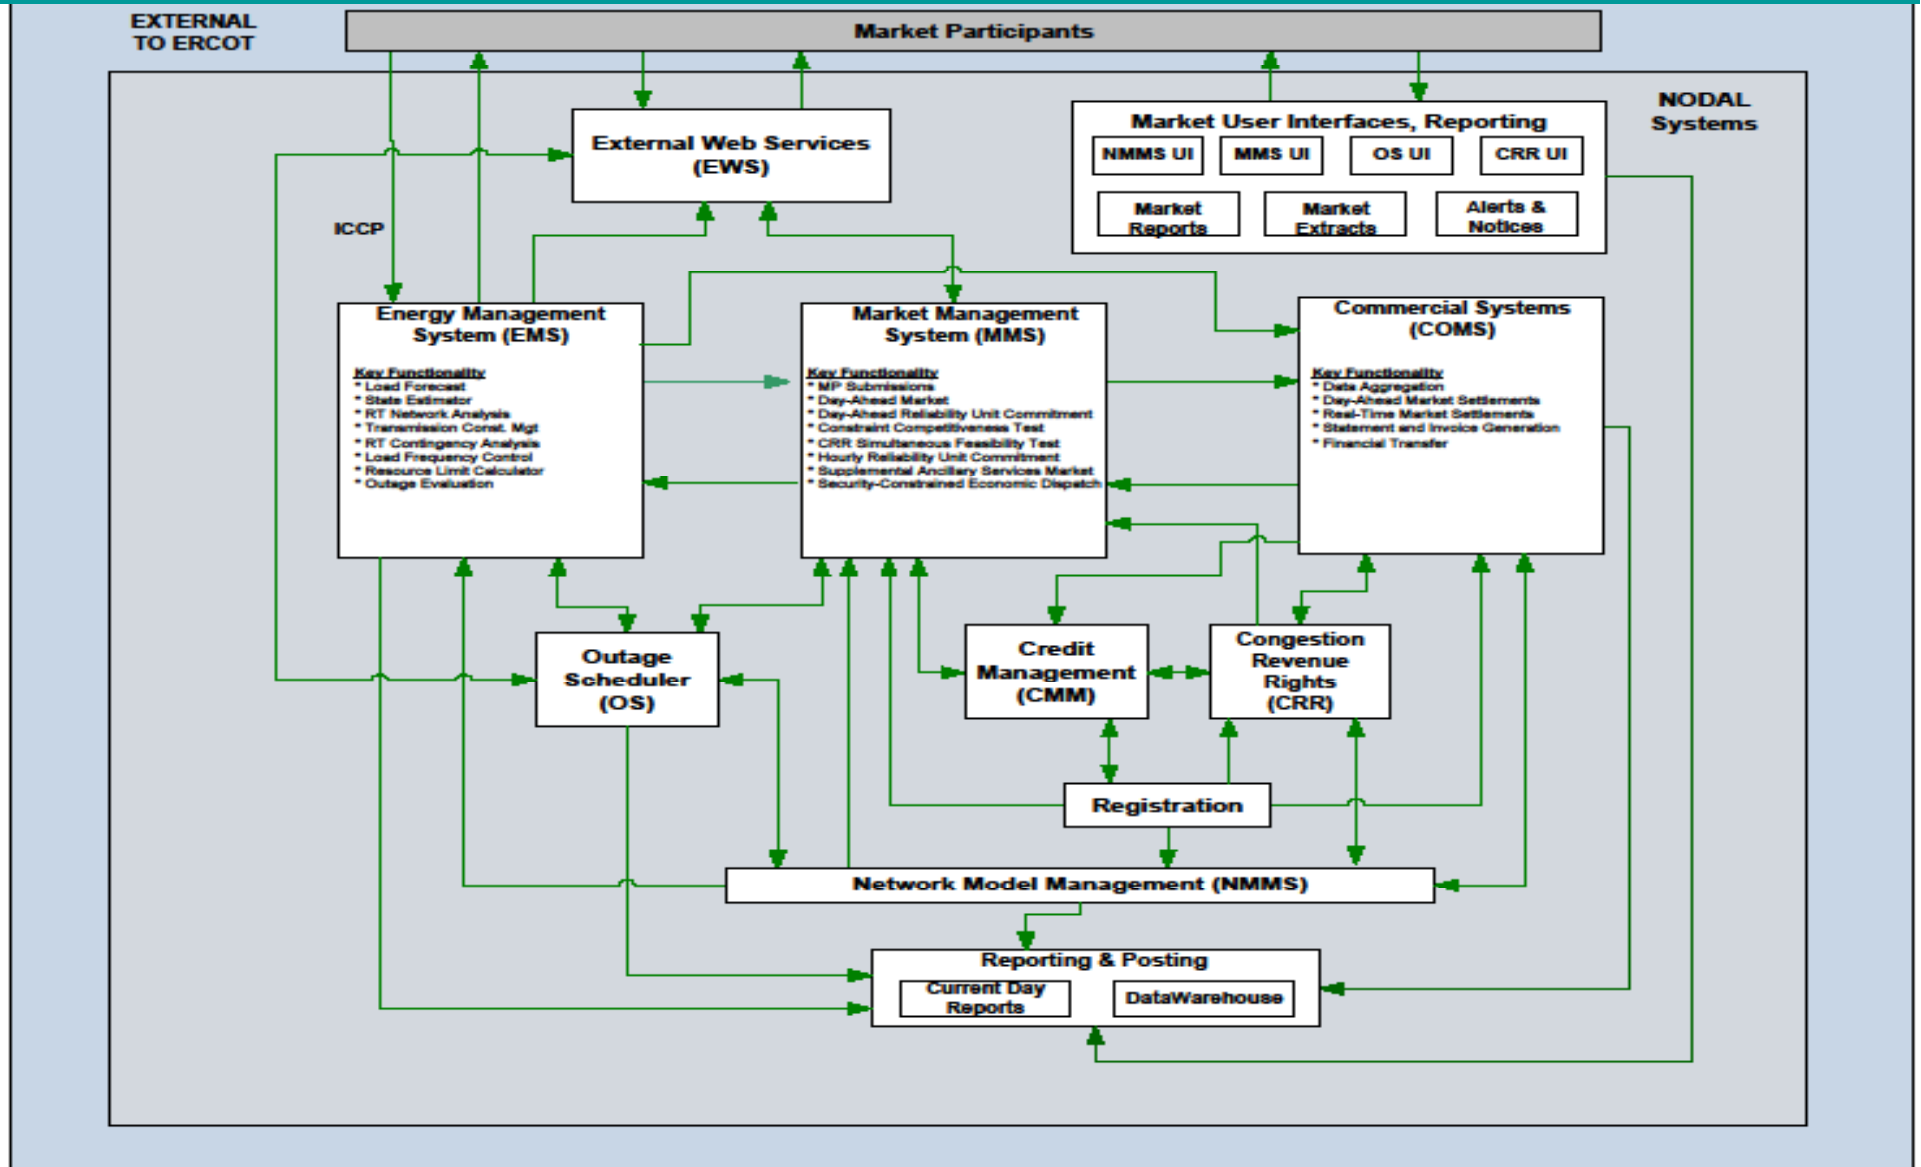 EXTERNAL
TO ERCOT
Market Participants
NODAL
Systems
External Web Services
(EWS)
Market User Interfaces, Reporting
NMMS UI
MMS UI
OS UI
CRR UI
Market
Reports
Market
Extracts
Alerts &
Notices
ICCP
Energy Management
System (EMS)
Key Functionality
* Load Forecast
* State Estimator
* RT Network Analysis
* Transmission Const. Mgt
* RT Contingency Analysis
* Load Frequency Control
* Resource Limit Calculator
* Outage Evaluation
Market Management
System (MMS)
Key Functionality
* MP Submissions
* Day-Ahead Market
* Day-Ahead Reliability Unit Commitment
* Constraint Competitiveness Test
* CRR Simultaneous Feasibility Test
* Hourly Reliability Unit Commitment
* Supplemental Ancillary Services Market
* Security-Constrained Economic Dispatch
Commercial Systems
(COMS)
Key Functionality
* Data Aggregation
* Day-Ahead Market Settlements
* Real-Time Market Settlements
* Statement and Invoice Generation
* Financial Transfer
Outage
Scheduler
(OS)
Credit
Management
(CMM)
Congestion
Revenue
Rights
(CRR)
Registration
Network Model Management (NMMS)
Reporting & Posting
Current Day
Reports
DataWarehouse